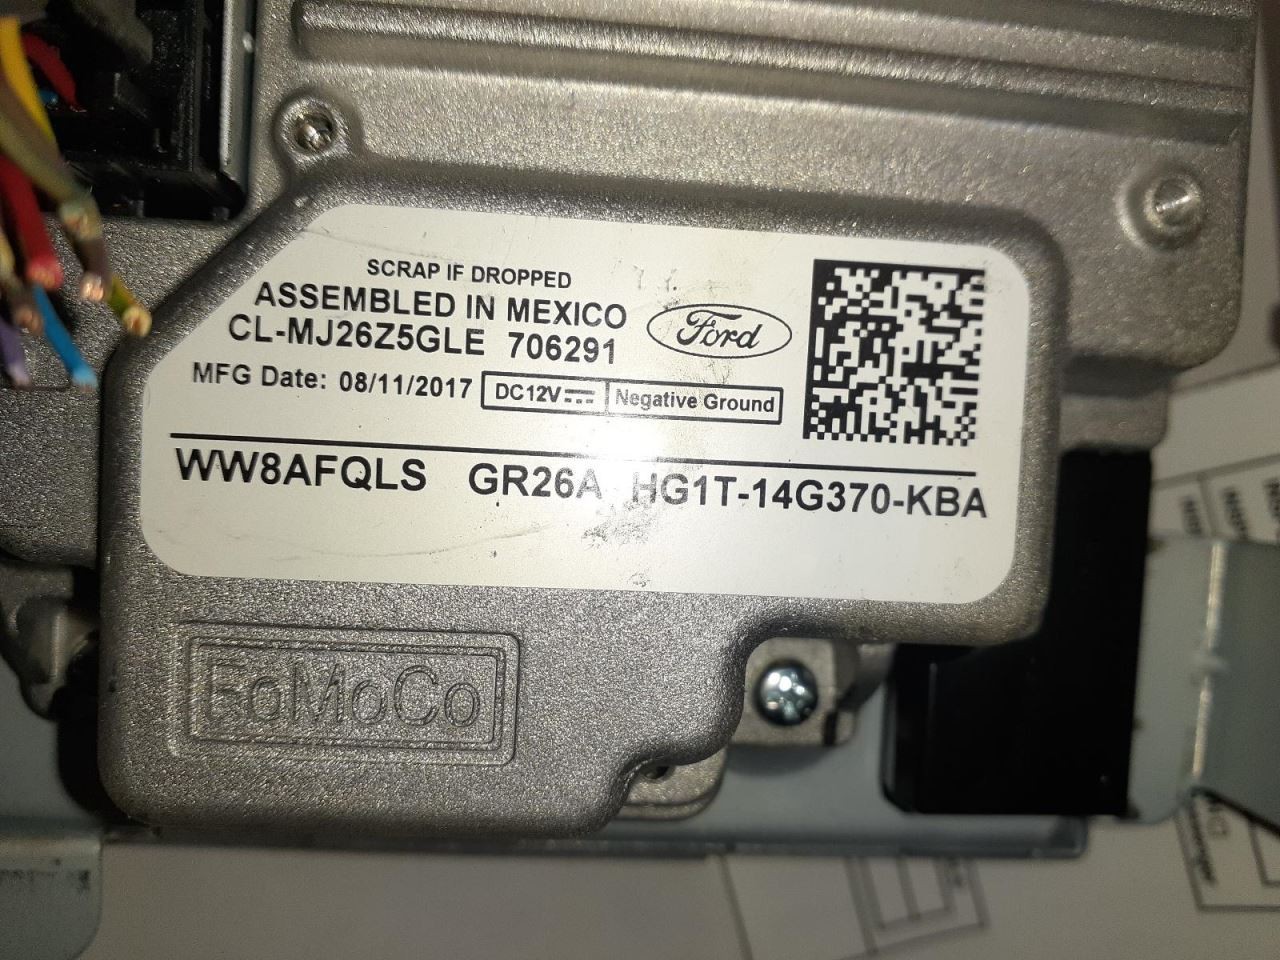 SCRAP IF DROPPED
ASSEMBLED IN MEXICO
CL-MJ26Z5GLE 706291
Ford
MFG Date: 08/11/2017 DC12V Negative Ground
WW8AFQLS GR26A HG1T-14G370-KBA
FoMoCo